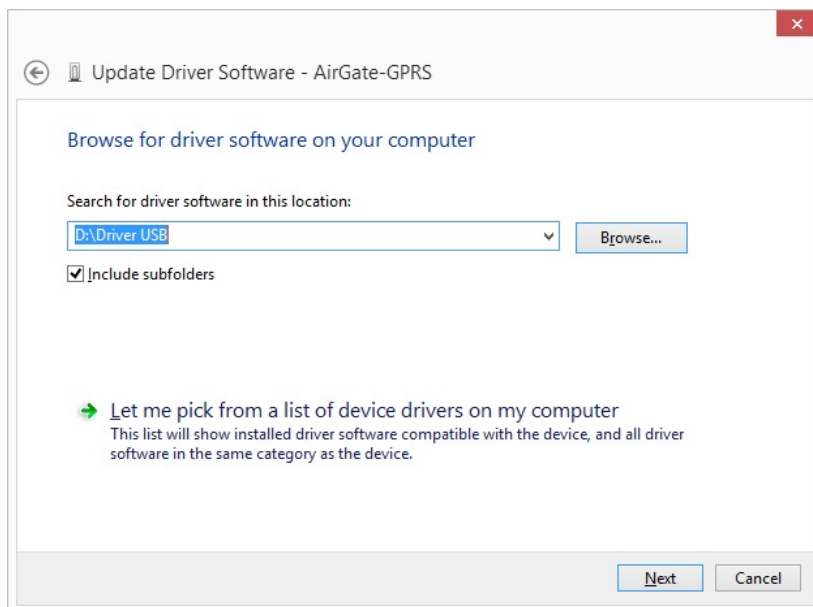 Update Driver Software - AirGate-GPRS
Browse for driver software on your computer
Search for driver software in this location:
D:\Driver USB
Browse...
Include subfolders
Let me pick from a list of device drivers on my computer
This list will show installed driver software compatible with the device, and all driver
software in the same category as the device.
Next
Cancel